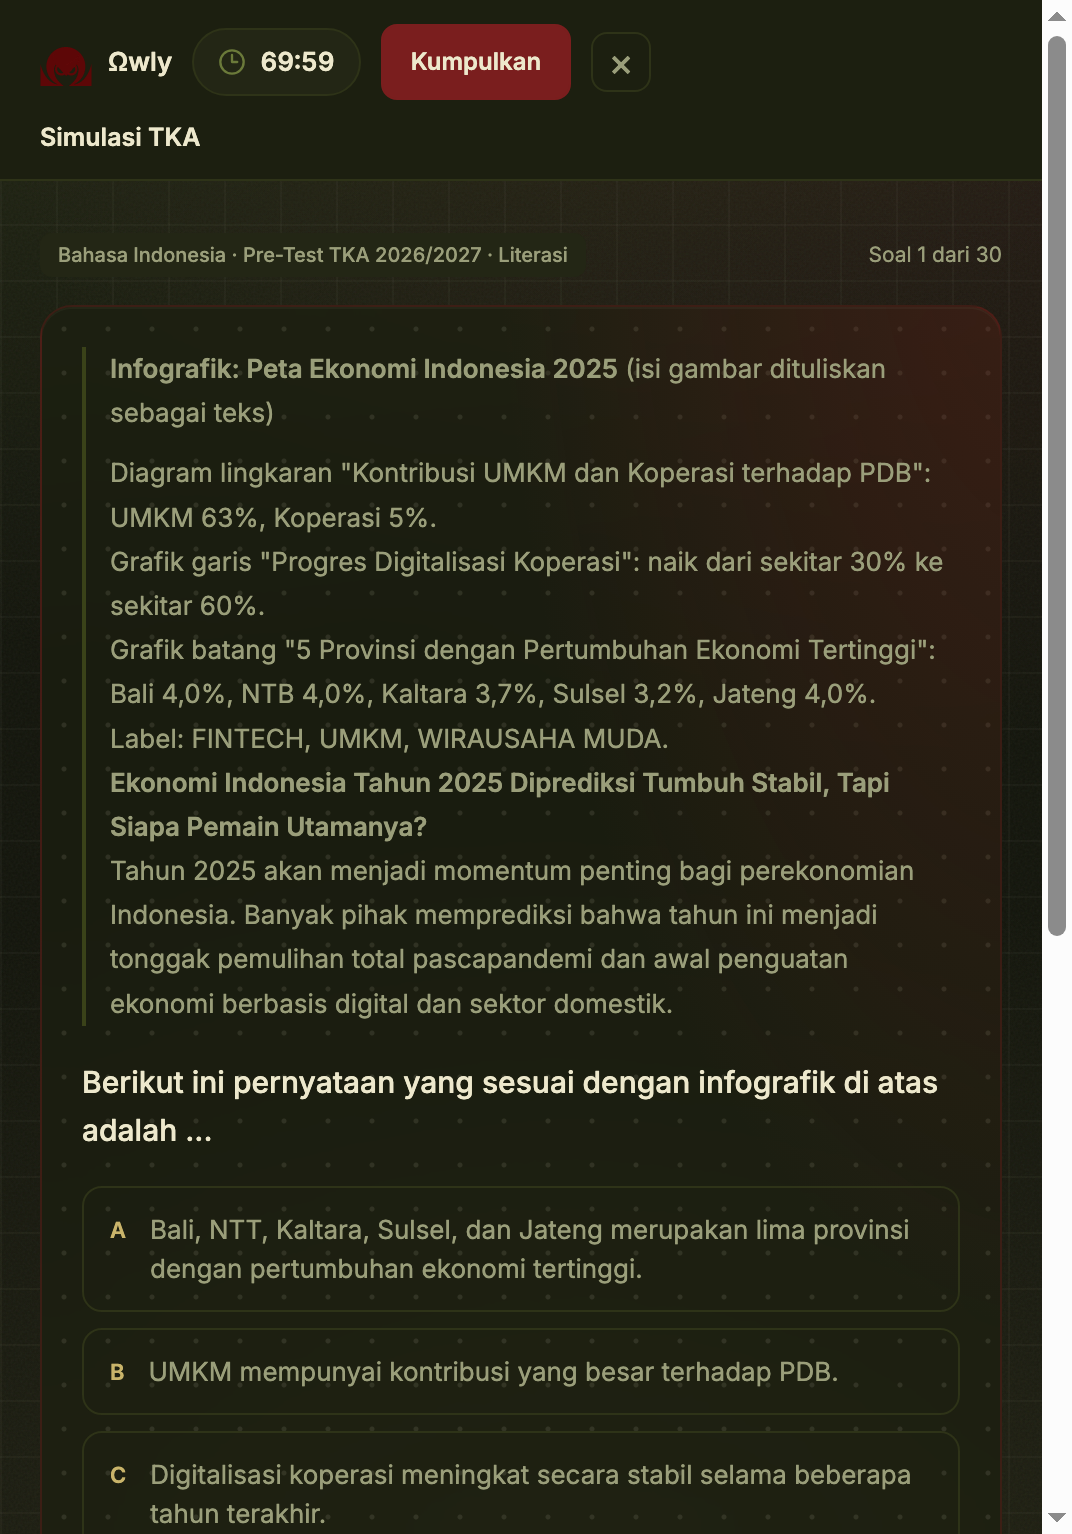 Ωwly
69:59
Kumpulkan
×
Simulasi TKA
Bahasa Indonesia · Pre-Test TKA 2026/2027 · Literasi
Soal 1 dari 30
Infografik: Peta Ekonomi Indonesia 2025 (isi gambar dituliskan
sebagai teks)
Diagram lingkaran "Kontribusi UMKM dan Koperasi terhadap PDB":
UMKM 63%, Koperasi 5%.
Grafik garis "Progres Digitalisasi Koperasi": naik dari sekitar 30% ke
sekitar 60%.
Grafik batang "5 Provinsi dengan Pertumbuhan Ekonomi Tertinggi":
Bali 4,0%, NTB 4,0%, Kaltara 3,7%, Sulsel 3,2%, Jateng 4,0%.
Label: FINTECH, UMKM, WIRAUSAHA MUDA.
Ekonomi Indonesia Tahun 2025 Diprediksi Tumbuh Stabil, Tapi
Siapa Pemain Utamanya?
Tahun 2025 akan menjadi momentum penting bagi perekonomian
Indonesia. Banyak pihak memprediksi bahwa tahun ini menjadi
tonggak pemulihan total pascapandemi dan awal penguatan
ekonomi berbasis digital dan sektor domestik.
Berikut ini pernyataan yang sesuai dengan infografik di atas
adalah ...
A Bali, NTT, Kaltara, Sulsel, dan Jateng merupakan lima provinsi
dengan pertumbuhan ekonomi tertinggi.
B UMKM mempunyai kontribusi yang besar terhadap PDB.
C Digitalisasi koperasi meningkat secara stabil selama beberapa
tahun terakhir.